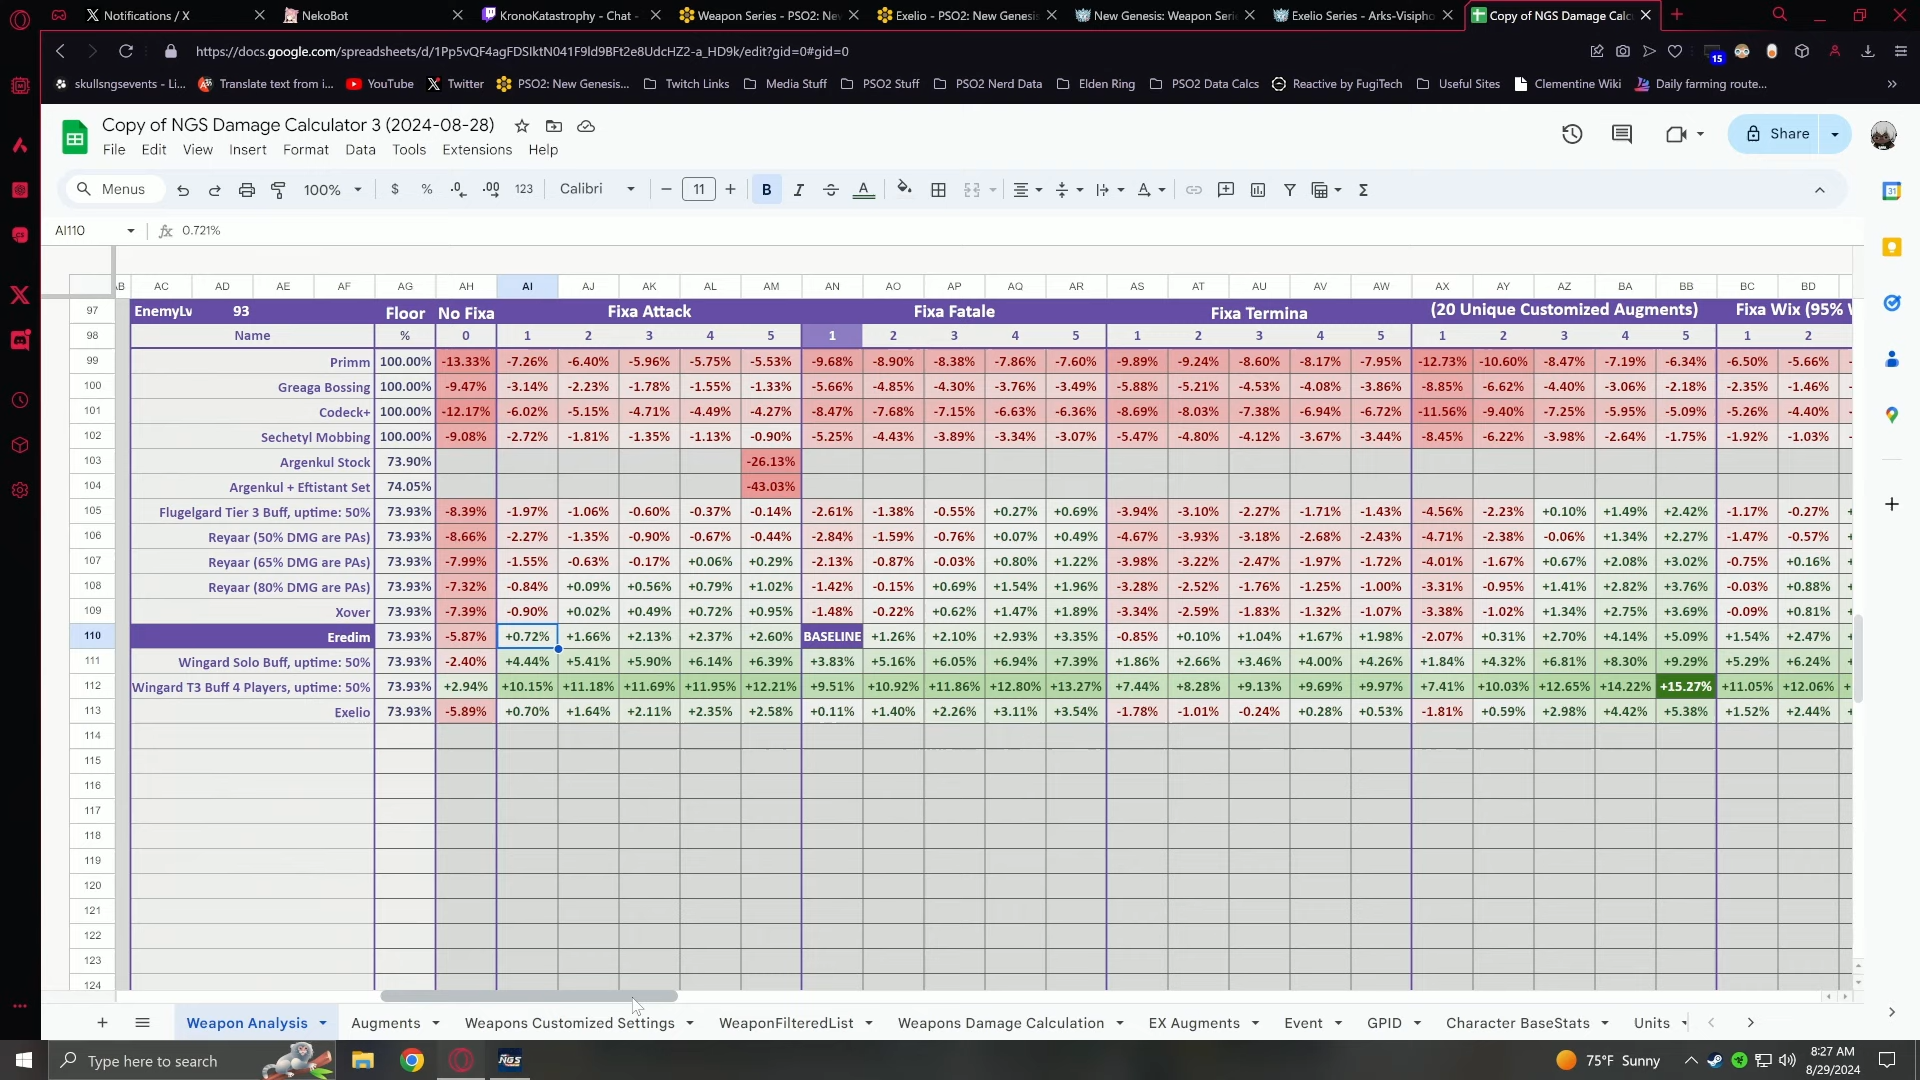 Notifications / X
NekoBot
KronoKatastrophy - Chat -
Weapon Series - PSO2: Ne
Exelio - PSO2: New Genesis
New Genesis: Weapon Seri
Exelio Series - Arks-Visipho
Copy of NGS Damage Calc
https://docs.google.com/spreadsheets/d/1Pp5vQF4agFDSIktN041F9ld9BFt2e8UdcHZ2-a_HD9k/edit?gid=0#gid=0
15
skullsngsevents - Li...
Translate text from i...
YouTube
Twitter
PSO2: New Genesis...
Twitch Links
Media Stuff
PSO2 Stuff
PSO2 Nerd Data
Elden Ring
PSO2 Data Calcs
Reactive by FugiTech
Useful Sites
Clementine Wiki
Daily farming route...
Copy of NGS Damage Calculator 3 (2024-08-28)
File Edit View Insert Format Data Tools Extensions Help
Share
Menus 100% $ % .0 .00 123 Calibri 11 B I
AI110 fx 0.721%
AB AC AD AE AF AG AH AI AJ AK AL AM AN AO AP AQ AR AS AT AU AV AW AX AY AZ BA BB BC BD
97 EnemyLv 93 Floor No Fixa Fixa Attack Fixa Fatale Fixa Termina (20 Unique Customized Augments) Fixa Wix (95%
98 Name % 0 1 2 3 4 5 1 2 3 4 5 1 2 3 4 5 1 2 3 4 5 1 2
99 Primm 100.00% -13.33% -7.26% -6.40% -5.96% -5.75% -5.53% -9.68% -8.90% -8.38% -7.86% -7.60% -9.89% -9.24% -8.60% -8.17% -7.95% -12.73% -10.60% -8.47% -7.19% -6.34% -6.50% -5.66%
100 Greaga Bossing 100.00% -9.47% -3.14% -2.23% -1.78% -1.55% -1.33% -5.66% -4.85% -4.30% -3.76% -3.49% -5.88% -5.21% -4.53% -4.08% -3.86% -8.85% -6.62% -4.40% -3.06% -2.18% -2.35% -1.46%
101 Codeck+ 100.00% -12.17% -6.02% -5.15% -4.71% -4.49% -4.27% -8.47% -7.68% -7.15% -6.63% -6.36% -8.69% -8.03% -7.38% -6.94% -6.72% -11.56% -9.40% -7.25% -5.95% -5.09% -5.26% -4.40%
102 Sechetyl Mobbing 100.00% -9.08% -2.72% -1.81% -1.35% -1.13% -0.90% -5.25% -4.43% -3.89% -3.34% -3.07% -5.47% -4.80% -4.12% -3.67% -3.44% -8.45% -6.22% -3.98% -2.64% -1.75% -1.92% -1.03%
103 Argenkul Stock 73.90% -26.13%
104 Argenkul + Eftistant Set 74.05% -43.03%
105 Flugelgard Tier 3 Buff, uptime: 50% 73.93% -8.39% -1.97% -1.06% -0.60% -0.37% -0.14% -2.61% -1.38% -0.55% +0.27% +0.69% -3.94% -3.10% -2.27% -1.71% -1.43% -4.56% -2.23% +0.10% +1.49% +2.42% -1.17% -0.27%
106 Reyaar (50% DMG are PAs) 73.93% -8.66% -2.27% -1.35% -0.90% -0.67% -0.44% -2.84% -1.59% -0.76% +0.07% +0.49% -4.67% -3.93% -3.18% -2.68% -2.43% -4.71% -2.38% -0.06% +1.34% +2.27% -1.47% -0.57%
107 Reyaar (65% DMG are PAs) 73.93% -7.99% -1.55% -0.63% -0.17% +0.06% +0.29% -2.13% -0.87% -0.03% +0.80% +1.22% -3.98% -3.22% -2.47% -1.97% -1.72% -4.01% -1.67% +0.67% +2.08% +3.02% -0.75% +0.16%
108 Reyaar (80% DMG are PAs) 73.93% -7.32% -0.84% +0.09% +0.56% +0.79% +1.02% -1.42% -0.15% +0.69% +1.54% +1.96% -3.28% -2.52% -1.76% -1.25% -1.00% -3.31% -0.95% +1.41% +2.82% +3.76% -0.03% +0.88%
109 Xover 73.93% -7.39% -0.90% +0.02% +0.49% +0.72% +0.95% -1.48% -0.22% +0.62% +1.47% +1.89% -3.34% -2.59% -1.83% -1.32% -1.07% -3.38% -1.02% +1.34% +2.75% +3.69% -0.09% +0.81%
110 Eredim 73.93% -5.87% +0.72% +1.66% +2.13% +2.37% +2.60% BASELINE +1.26% +2.10% +2.93% +3.35% -0.85% +0.10% +1.04% +1.67% +1.98% -2.07% +0.31% +2.70% +4.14% +5.09% +1.54% +2.47%
111 Wingard Solo Buff, uptime: 50% 73.93% -2.40% +4.44% +5.41% +5.90% +6.14% +6.39% +3.83% +5.16% +6.05% +6.94% +7.39% +1.86% +2.66% +3.46% +4.00% +4.26% +1.84% +4.32% +6.81% +8.30% +9.29% +5.29% +6.24%
112 Wingard T3 Buff 4 Players, uptime: 50% 73.93% +2.94% +10.15% +11.18% +11.69% +11.95% +12.21% +9.51% +10.92% +11.86% +12.80% +13.27% +7.44% +8.28% +9.13% +9.69% +9.97% +7.41% +10.03% +12.65% +14.22% +15.27% +11.05% +12.06% +
113 Exelio 73.93% -5.89% +0.70% +1.64% +2.11% +2.35% +2.58% +0.11% +1.40% +2.26% +3.11% +3.54% -1.78% -1.01% -0.24% +0.28% +0.53% -1.81% +0.59% +2.98% +4.42% +5.38% +1.52% +2.44%
114
115
116
117
118
119
120
121
122
123
124
Weapon Analysis Augments Weapons Customized Settings WeaponFilteredList Weapons Damage Calculation EX Augments Event GPID Character BaseStats Units
Type here to search
NGS
75°F Sunny
8:27 AM
8/29/2024